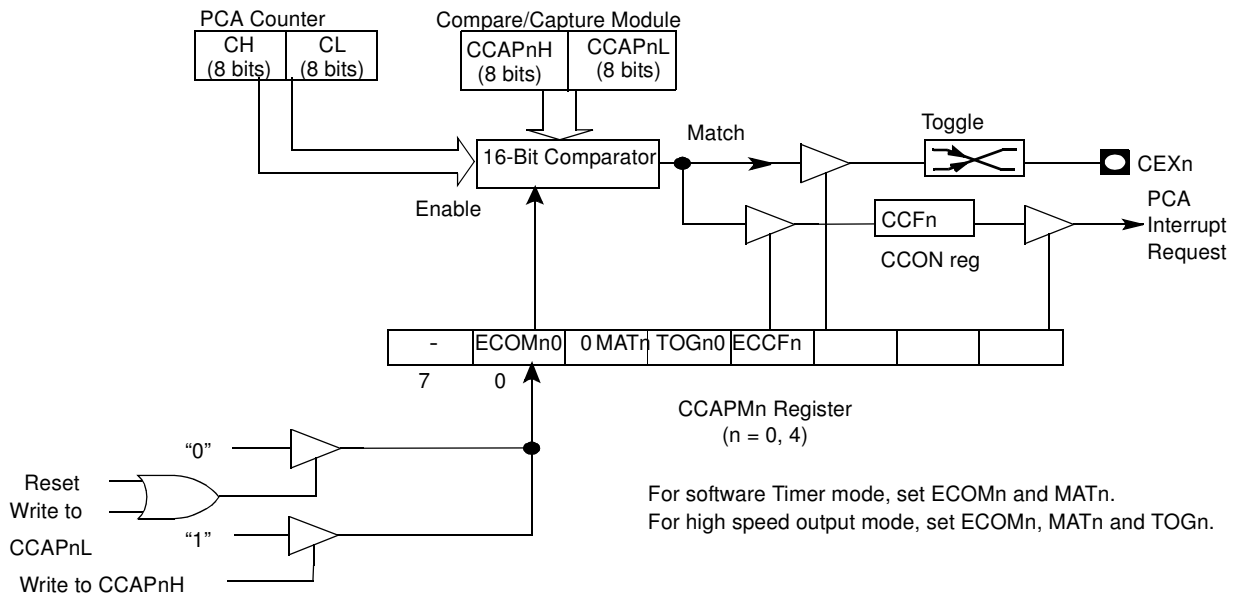 PCA Counter
CH
(8 bits)
CL
(8 bits)
Compare/Capture Module
CCAPnH
(8 bits)
CCAPnL
(8 bits)
16-Bit Comparator
Match
Toggle
CEXn
Enable
CCFn
CCON reg
PCA
Interrupt
Request
- ECOMn0 0 MATn TOGn0 ECCFn
7 0
CCAPMn Register
(n = 0, 4)
"0"
Reset
Write to
CCAPnL
"1"
Write to CCAPnH
For software Timer mode, set ECOMn and MATn.
For high speed output mode, set ECOMn, MATn and TOGn.